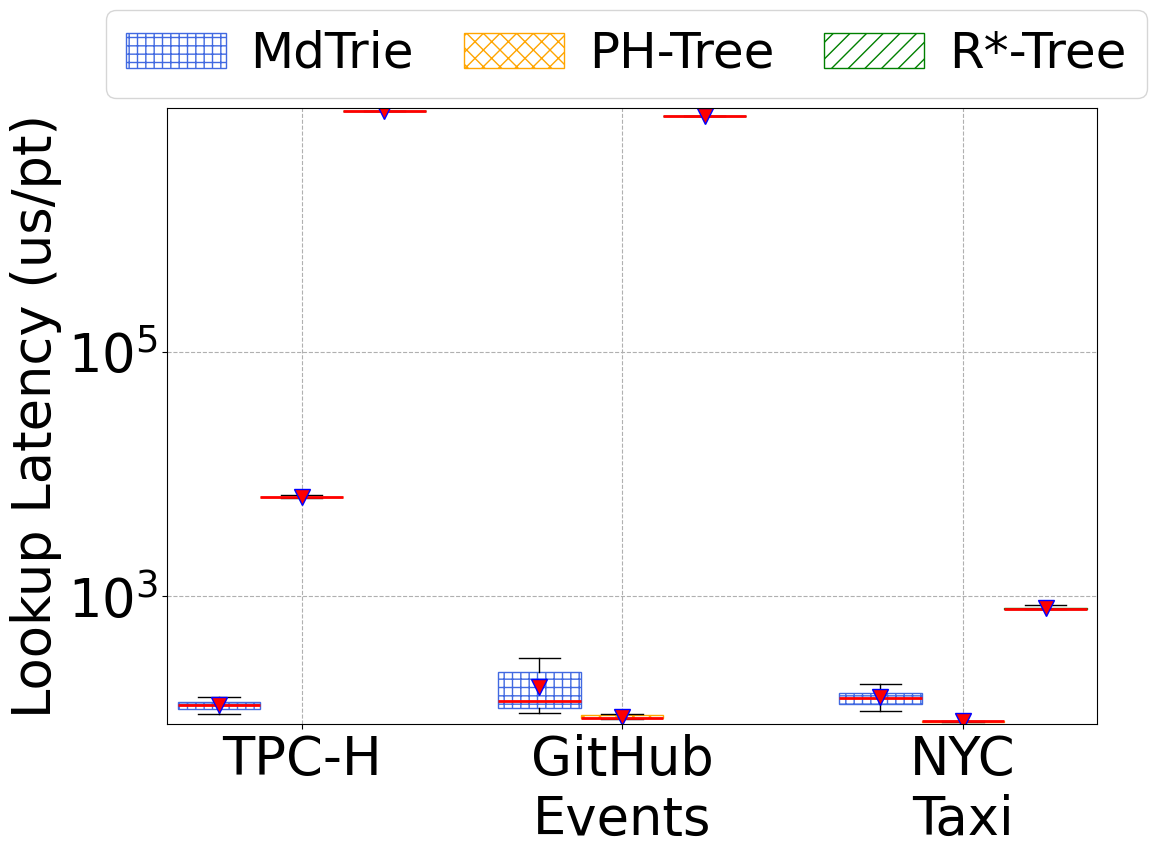 MdTrie PH-Tree R*-Tree
Lookup Latency (us/pt)
10^5
10^3
TPC-H
GitHub
Events
NYC
Taxi